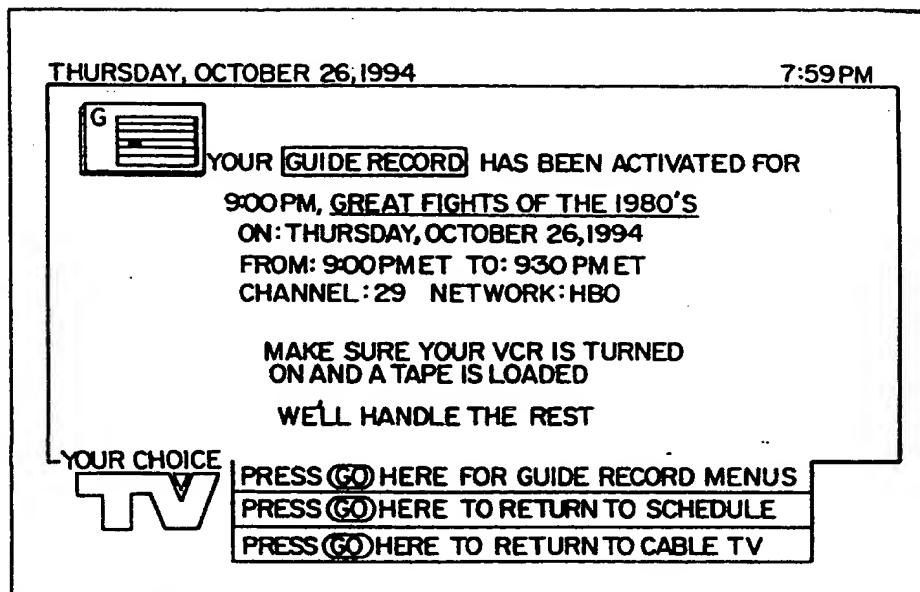 THURSDAY, OCTOBER 26, 1994 7:59 PM
G
YOUR GUIDE RECORD HAS BEEN ACTIVATED FOR
9:00 PM, GREAT FIGHTS OF THE 1980'S
ON: THURSDAY, OCTOBER 26, 1994
FROM: 9:00 PM ET TO: 9:30 PM ET
CHANNEL: 29 NETWORK: HBO
MAKE SURE YOUR VCR IS TURNED
ON AND A TAPE IS LOADED
WE'LL HANDLE THE REST
YOUR CHOICE
TV
PRESS GO HERE FOR GUIDE RECORD MENUS
PRESS GO HERE TO RETURN TO SCHEDULE
PRESS GO HERE TO RETURN TO CABLE TV